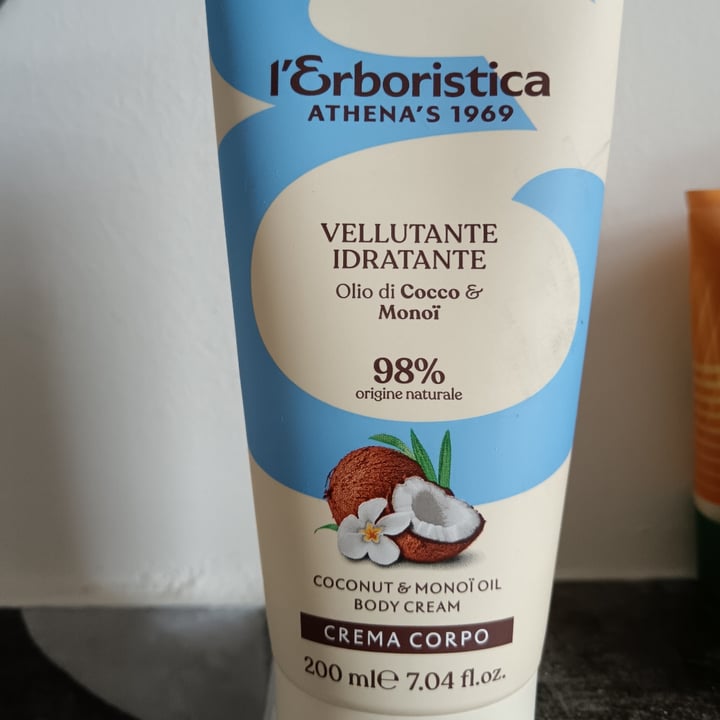 l'Erboristica
ATHENA'S 1969
VELLUTANTE
IDRATANTE
Olio di Cocco &
Monoï
98%
origine naturale
COCONUT & MONOÏ OIL
BODY CREAM
CREMA CORPO
200 ml℮ 7.04 fl.oz.